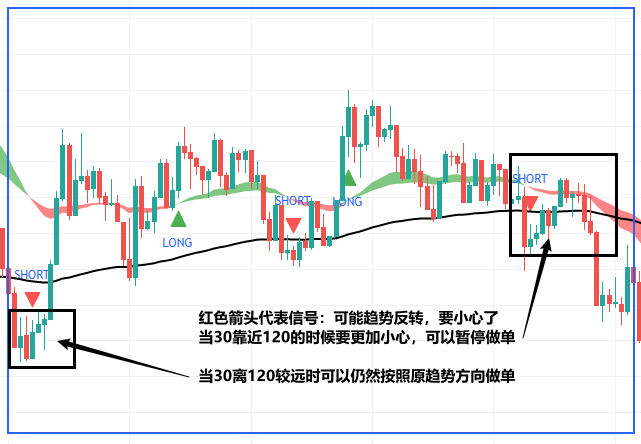 SHORT
SHORT
LONG
LONG
SHORT
红色箭头代表信号：可能趋势反转，要小心了
当30靠近120的时候要更加小心，可以暂停做单
当30离120较远时可以仍然按照原趋势方向做单